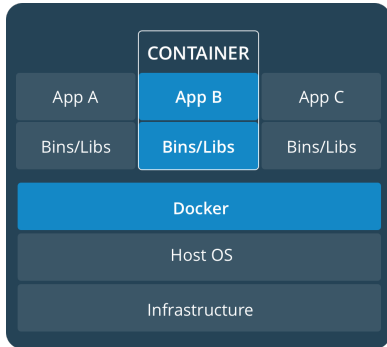 CONTAINER
App A App B App C
Bins/Libs Bins/Libs Bins/Libs
Docker
Host OS
Infrastructure